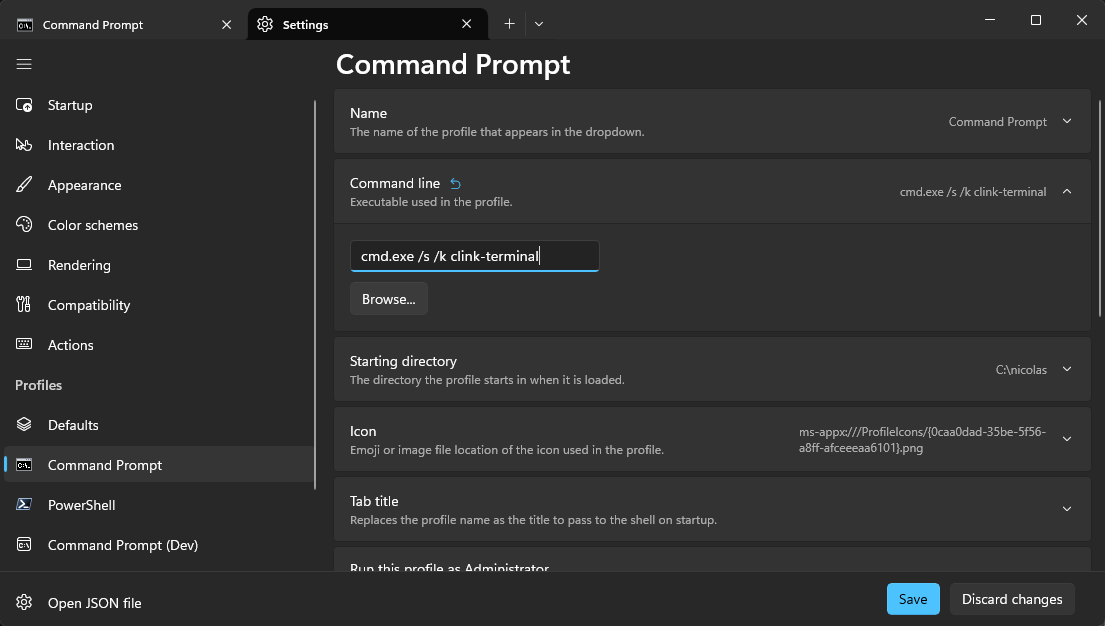 Command Prompt
Settings
Command Prompt
Startup
Interaction
Appearance
Color schemes
Rendering
Compatibility
Actions
Profiles
Defaults
Command Prompt
PowerShell
Command Prompt (Dev)
Open JSON file
Name
The name of the profile that appears in the dropdown.
Command Prompt
Command line
Executable used in the profile.
cmd.exe /s /k clink-terminal
cmd.exe /s /k clink-terminal
Browse...
Starting directory
The directory the profile starts in when it is loaded.
C:\nicolas
Icon
Emoji or image file location of the icon used in the profile.
ms-appx:///ProfileIcons/{0caa0dad-35be-5f56-
a8ff-afceeeaa6101}.png
Tab title
Replaces the profile name as the title to pass to the shell on startup.
Run this profile as Administrator
Save
Discard changes